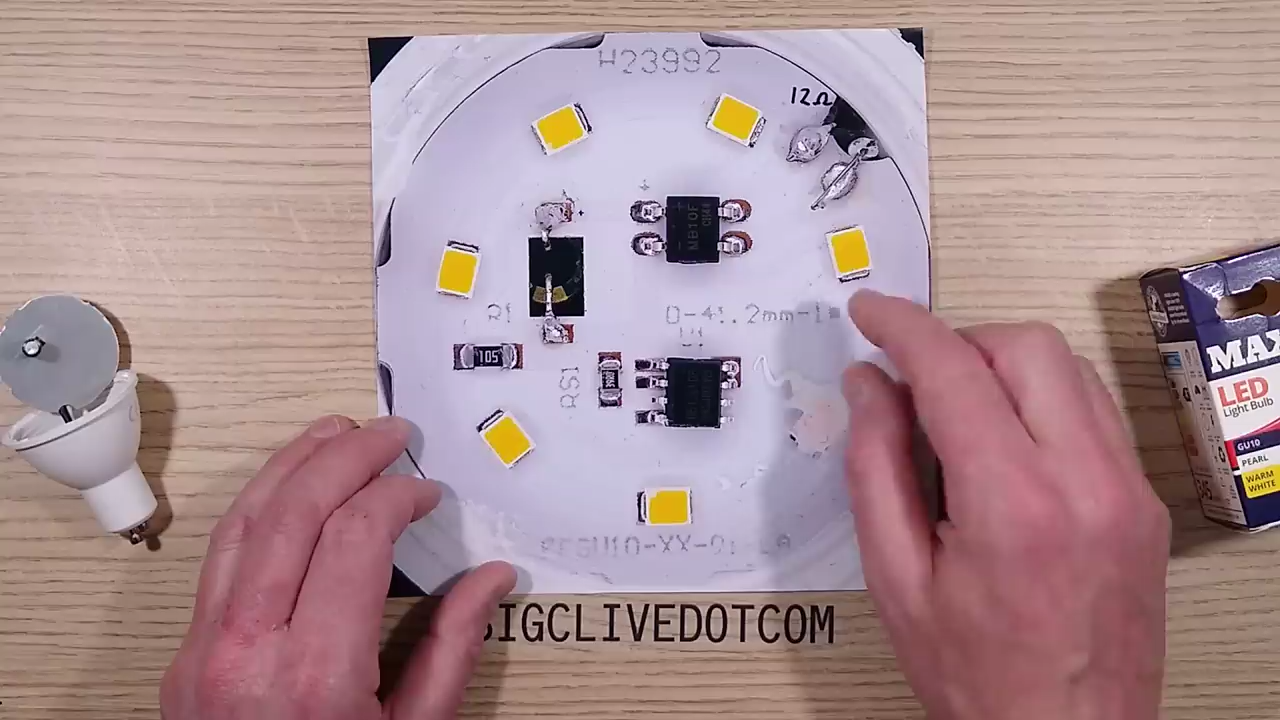 H23992
12Ω
+
+
MB10F
R1
D-41.2mm-1
U1
105
RS1
BIGCLIVEDOTCOM
MAX
LED
Light Bulb
GU10
PEARL
WARM
WHITE